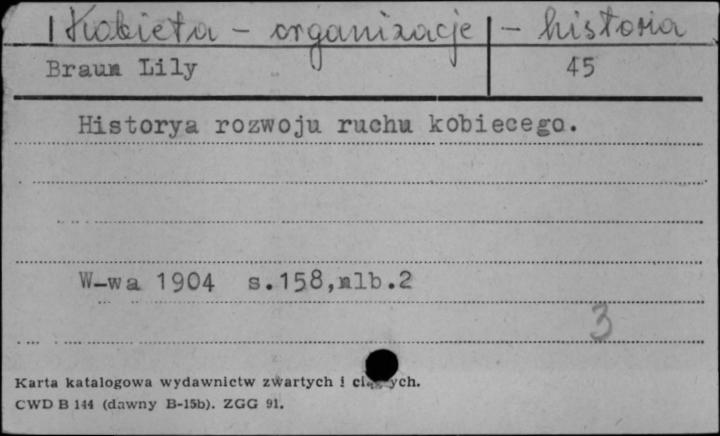 Kobieta - organizacje - historia
Braun Lily 45
Historya rozwoju ruchu kobiecego.
W-wa 1904 s.158,nlb.2
3
Karta katalogowa wydawnictw zwartych i
CWD B 144 (dawny B-15b). ZGG 91.